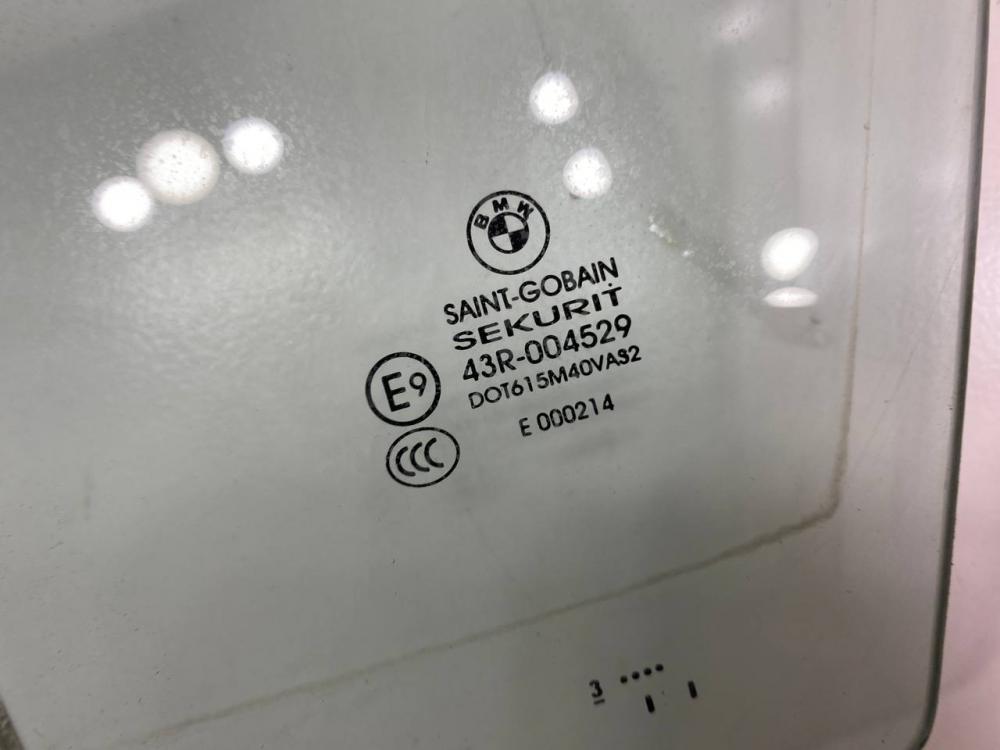 BMW
SAINT-GOBAIN
SEKURIT
43R-004529
E9
DOT615M40VAS2
CCC
E 000214
3 ....